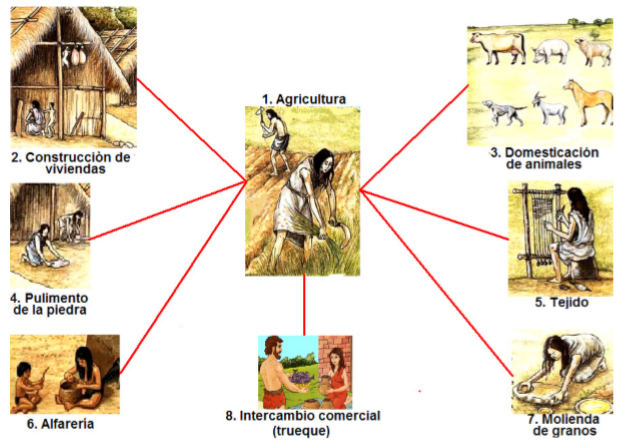 1. Agricultura
2. Construcciòn de
viviendas
3. Domesticación
de animales
4. Pulimento
de la piedra
5. Tejido
6. Alfareria
7. Molienda
de granos
8. Intercambio comercial
(trueque)